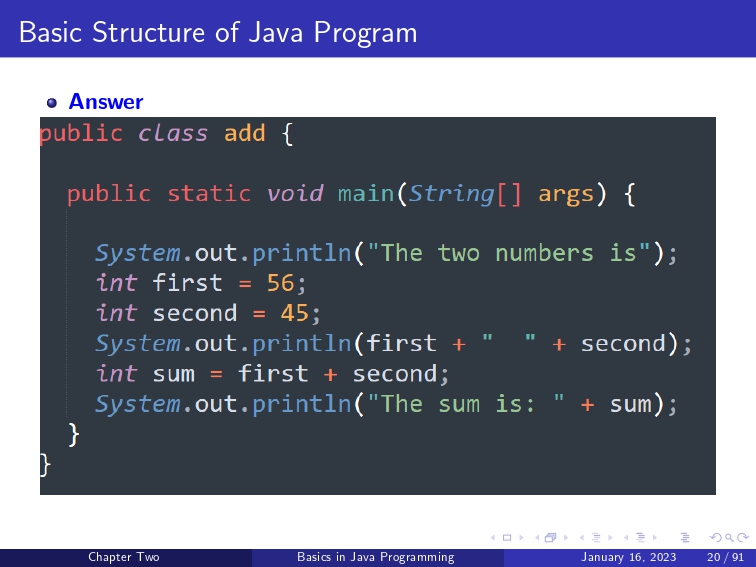 Basic Structure of Java Program
Answer
public class add {
public static void main(String[] args) {
System.out.println("The two numbers is");
int first = 56;
int second = 45;
System.out.println(first + "  " + second);
int sum = first + second;
System.out.println("The sum is: " + sum);
}
}
Chapter Two Basics in Java Programming January 16, 2023 20 / 91